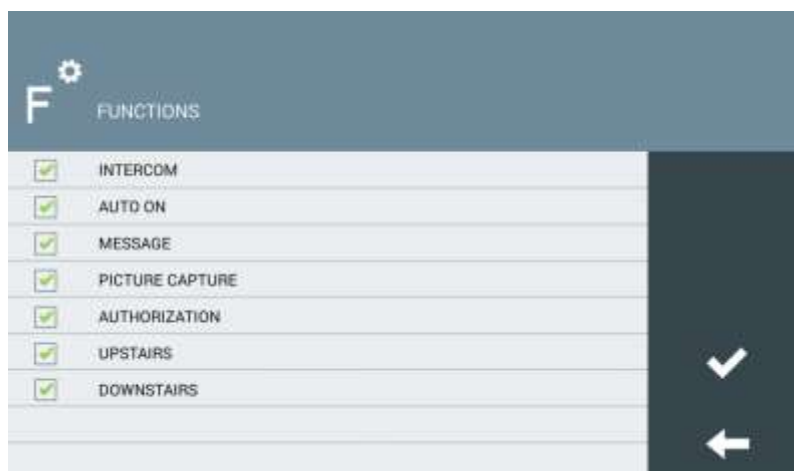 F
FUNCTIONS
INTERCOM
AUTO ON
MESSAGE
PICTURE CAPTURE
AUTHORIZATION
UPSTAIRS
DOWNSTAIRS